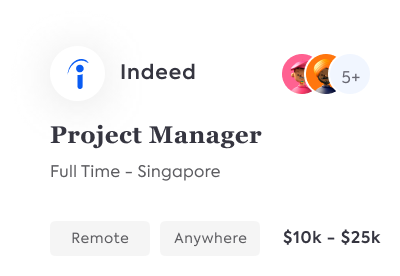 Indeed
5+
Project Manager
Full Time - Singapore
Remote
Anywhere
$10k - $25k